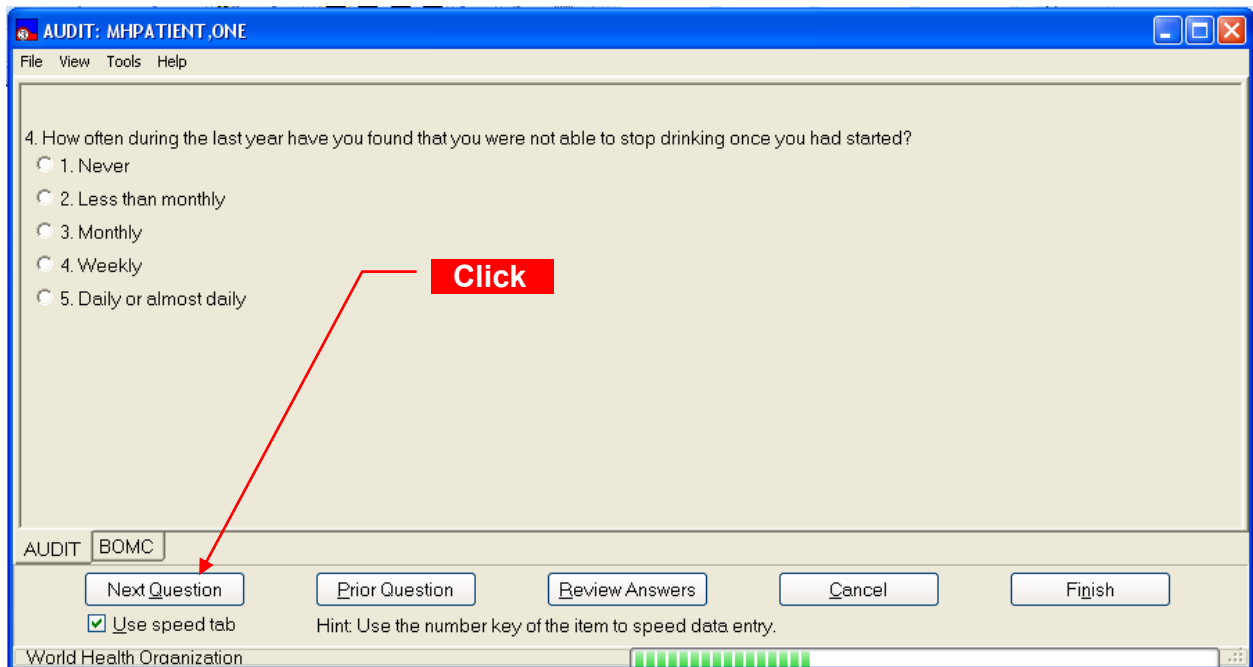 AUDIT: MHPATIENT,ONE
File View Tools Help
4. How often during the last year have you found that you were not able to stop drinking once you had started?
1. Never
2. Less than monthly
3. Monthly
4. Weekly
5. Daily or almost daily
Click
AUDIT BOMC
Next Question Prior Question Review Answers Cancel Finish
Use speed tab Hint: Use the number key of the item to speed data entry.
World Health Organization